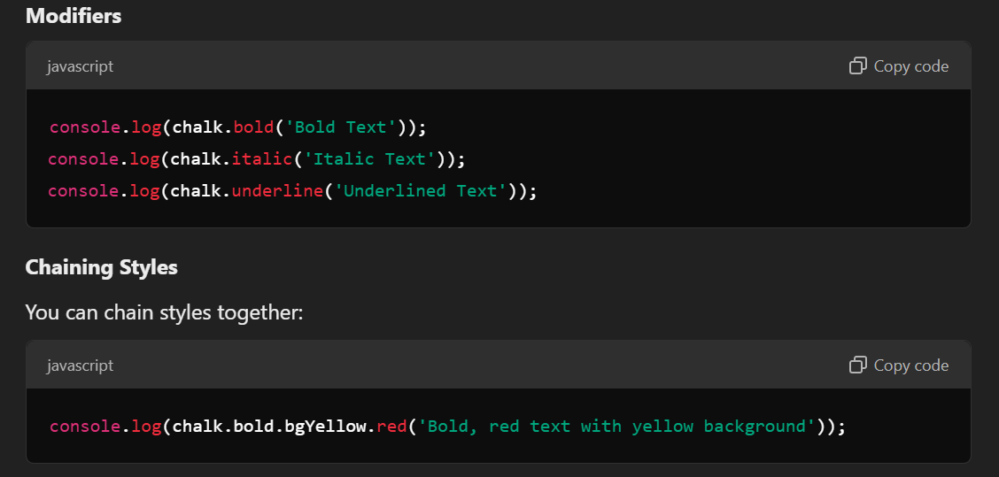 Modifiers
javascript
Copy code
console.log(chalk.bold('Bold Text'));
console.log(chalk.italic('Italic Text'));
console.log(chalk.underline('Underlined Text'));
Chaining Styles
You can chain styles together:
javascript
Copy code
console.log(chalk.bold.bgYellow.red('Bold, red text with yellow background'));